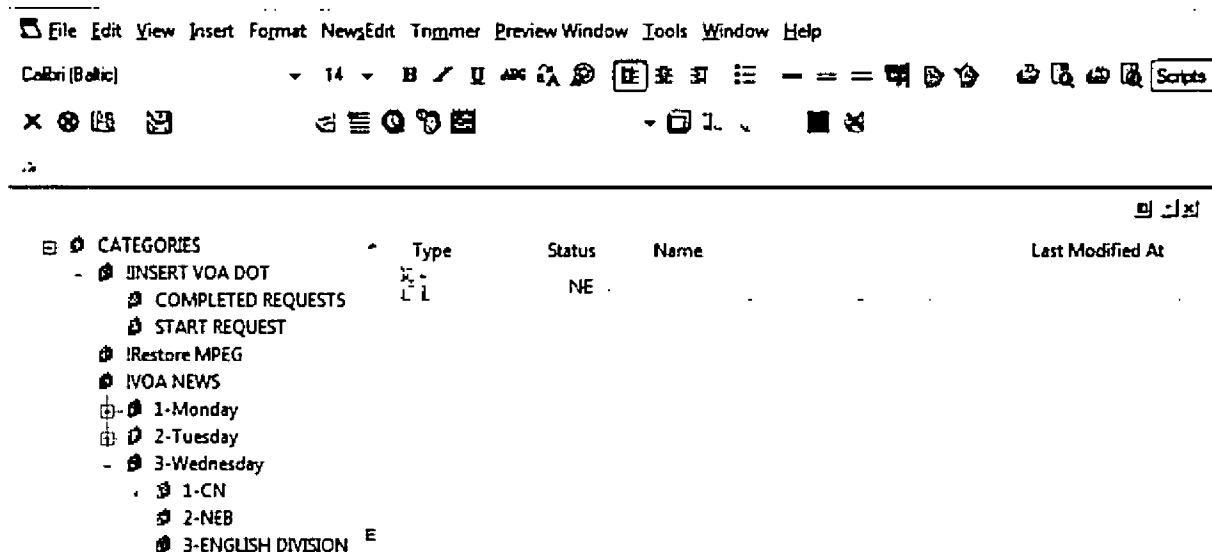 File Edit View Insert Format NewsEdit Trimmer Preview Window Tools Window Help
Calibri (Baltic) 14 B I U ABC Scripts
CATEGORIES
Type Status Name Last Modified At
!INSERT VOA DOT
NE
COMPLETED REQUESTS
START REQUEST
!Restore MPEG
!VOA NEWS
1-Monday
2-Tuesday
3-Wednesday
1-CN
2-NEB
3-ENGLISH DIVISION